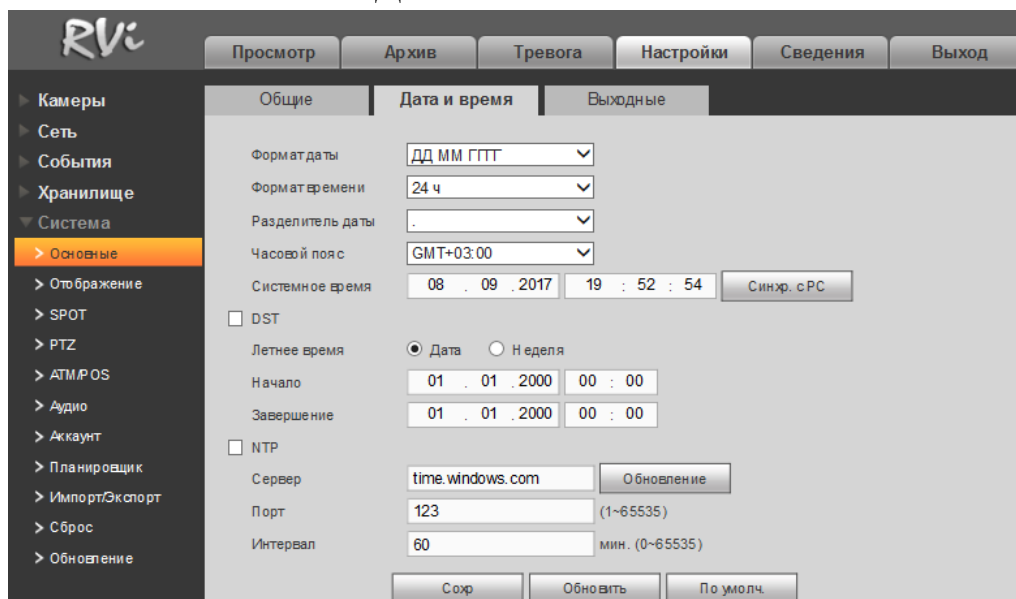 RVi
Просмотр Архив Тревога Настройки Сведения Выход
Общие Дата и время Выходные
Камеры
Сеть
События
Хранилище
Система
Основные
Отображение
SPOT
PTZ
ATM/POS
Аудио
Аккаунт
Планировщик
Импорт/Экспорт
Сброс
Обновление
Формат даты ДД ММ ГГГГ
Формат времени 24 ч
Разделитель даты .
Часовой пояс GMT+03:00
Системное время 08 . 09 . 2017 19 : 52 : 54 Синхр. с PC
DST
Летнее время Дата Неделя
Начало 01 . 01 . 2000 00 : 00
Завершение 01 . 01 . 2000 00 : 00
NTP
Сервер time.windows.com Обновление
Порт 123 (1~65535)
Интервал 60 мин. (0~65535)
Сохр Обновить По умолч.